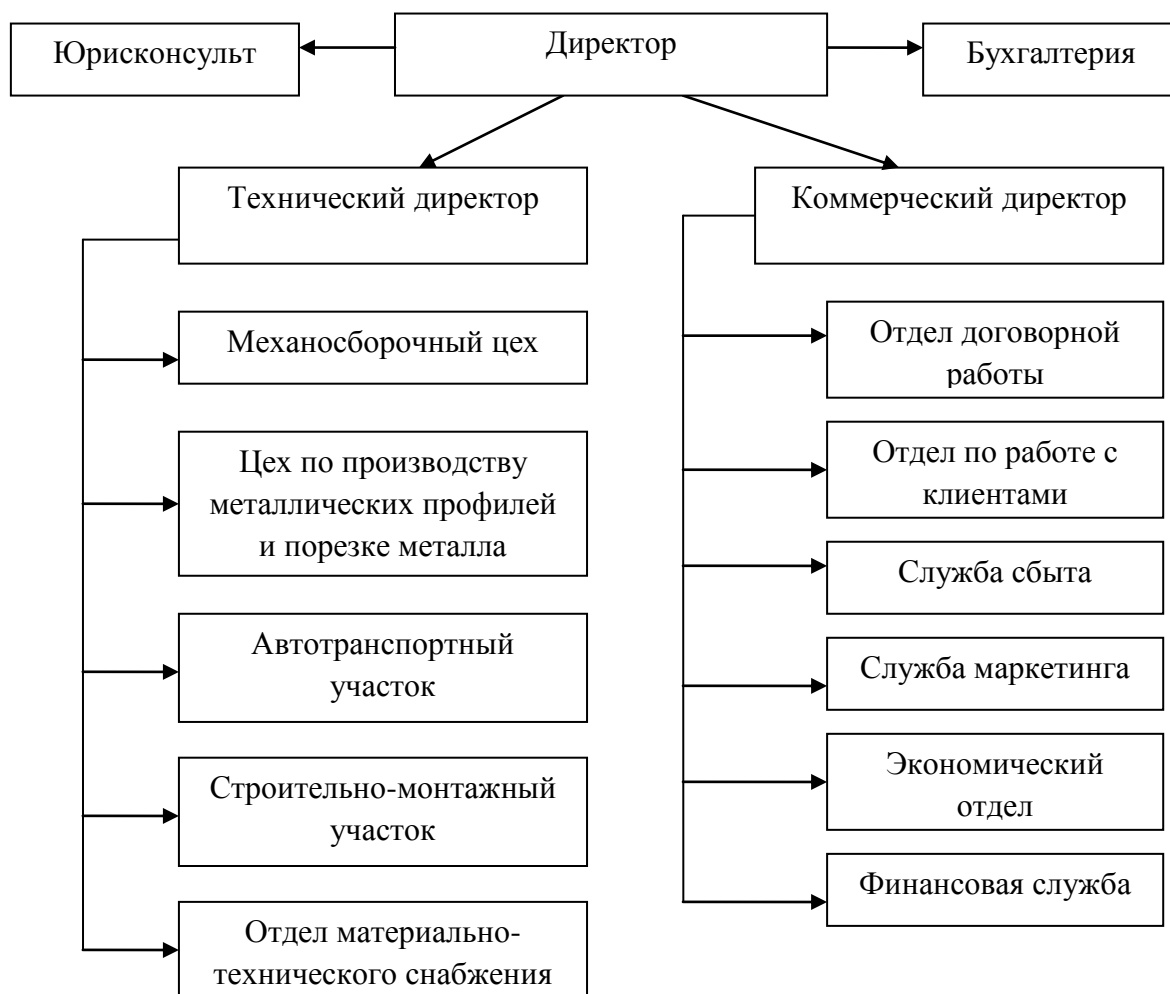 Юрисконсульт
Директор
Бухгалтерия
Технический директор
Коммерческий директор
Механосборочный цех
Цех по производству
металлических профилей
и порезке металла
Автотранспортный
участок
Строительно-монтажный
участок
Отдел материально-
технического снабжения
Отдел договорной
работы
Отдел по работе с
клиентами
Служба сбыта
Служба маркетинга
Экономический
отдел
Финансовая служба